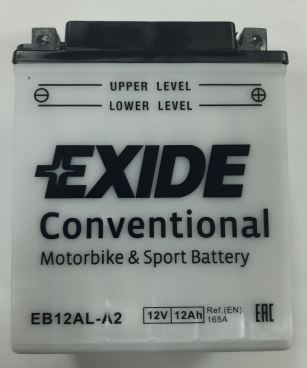 UPPER LEVEL
LOWER LEVEL
EXIDE
Conventional
Motorbike & Sport Battery
EB12AL-A2 12V 12Ah Ref.(EN): 165A EAC